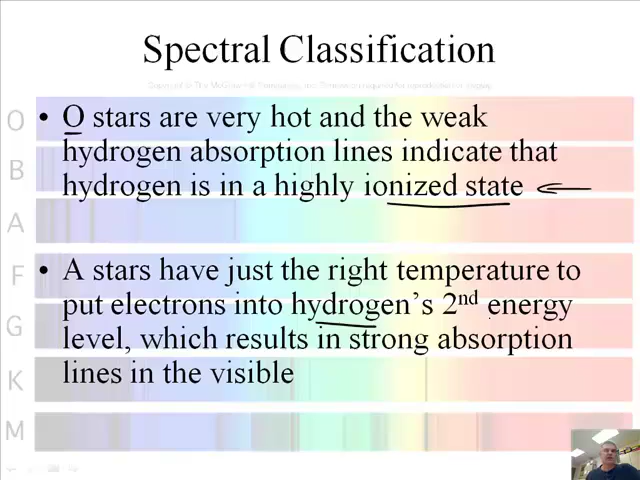 Spectral Classification
O
• O stars are very hot and the weak
hydrogen absorption lines indicate that
B
hydrogen is in a highly ionized state
A
• A stars have just the right temperature to
F
put electrons into hydrogen's 2nd energy
G
level, which results in strong absorption
K
lines in the visible
M